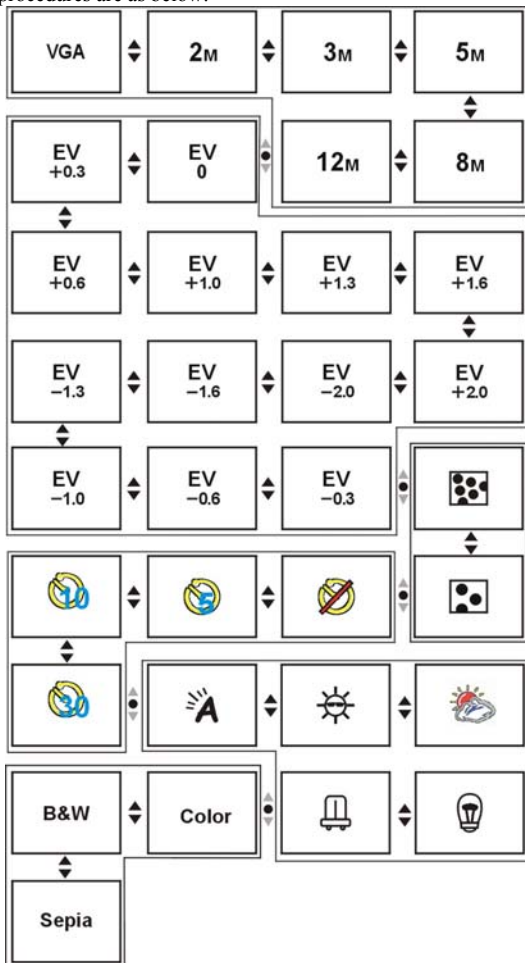 procedures are as below:
VGA 2M 3M 5M
EV +0.3 EV 0 12M 8M
EV +0.6 EV +1.0 EV +1.3 EV +1.6
EV −1.3 EV −1.6 EV −2.0 EV +2.0
EV −1.0 EV −0.6 EV −0.3
10 5
30 A
B&W Color
Sepia